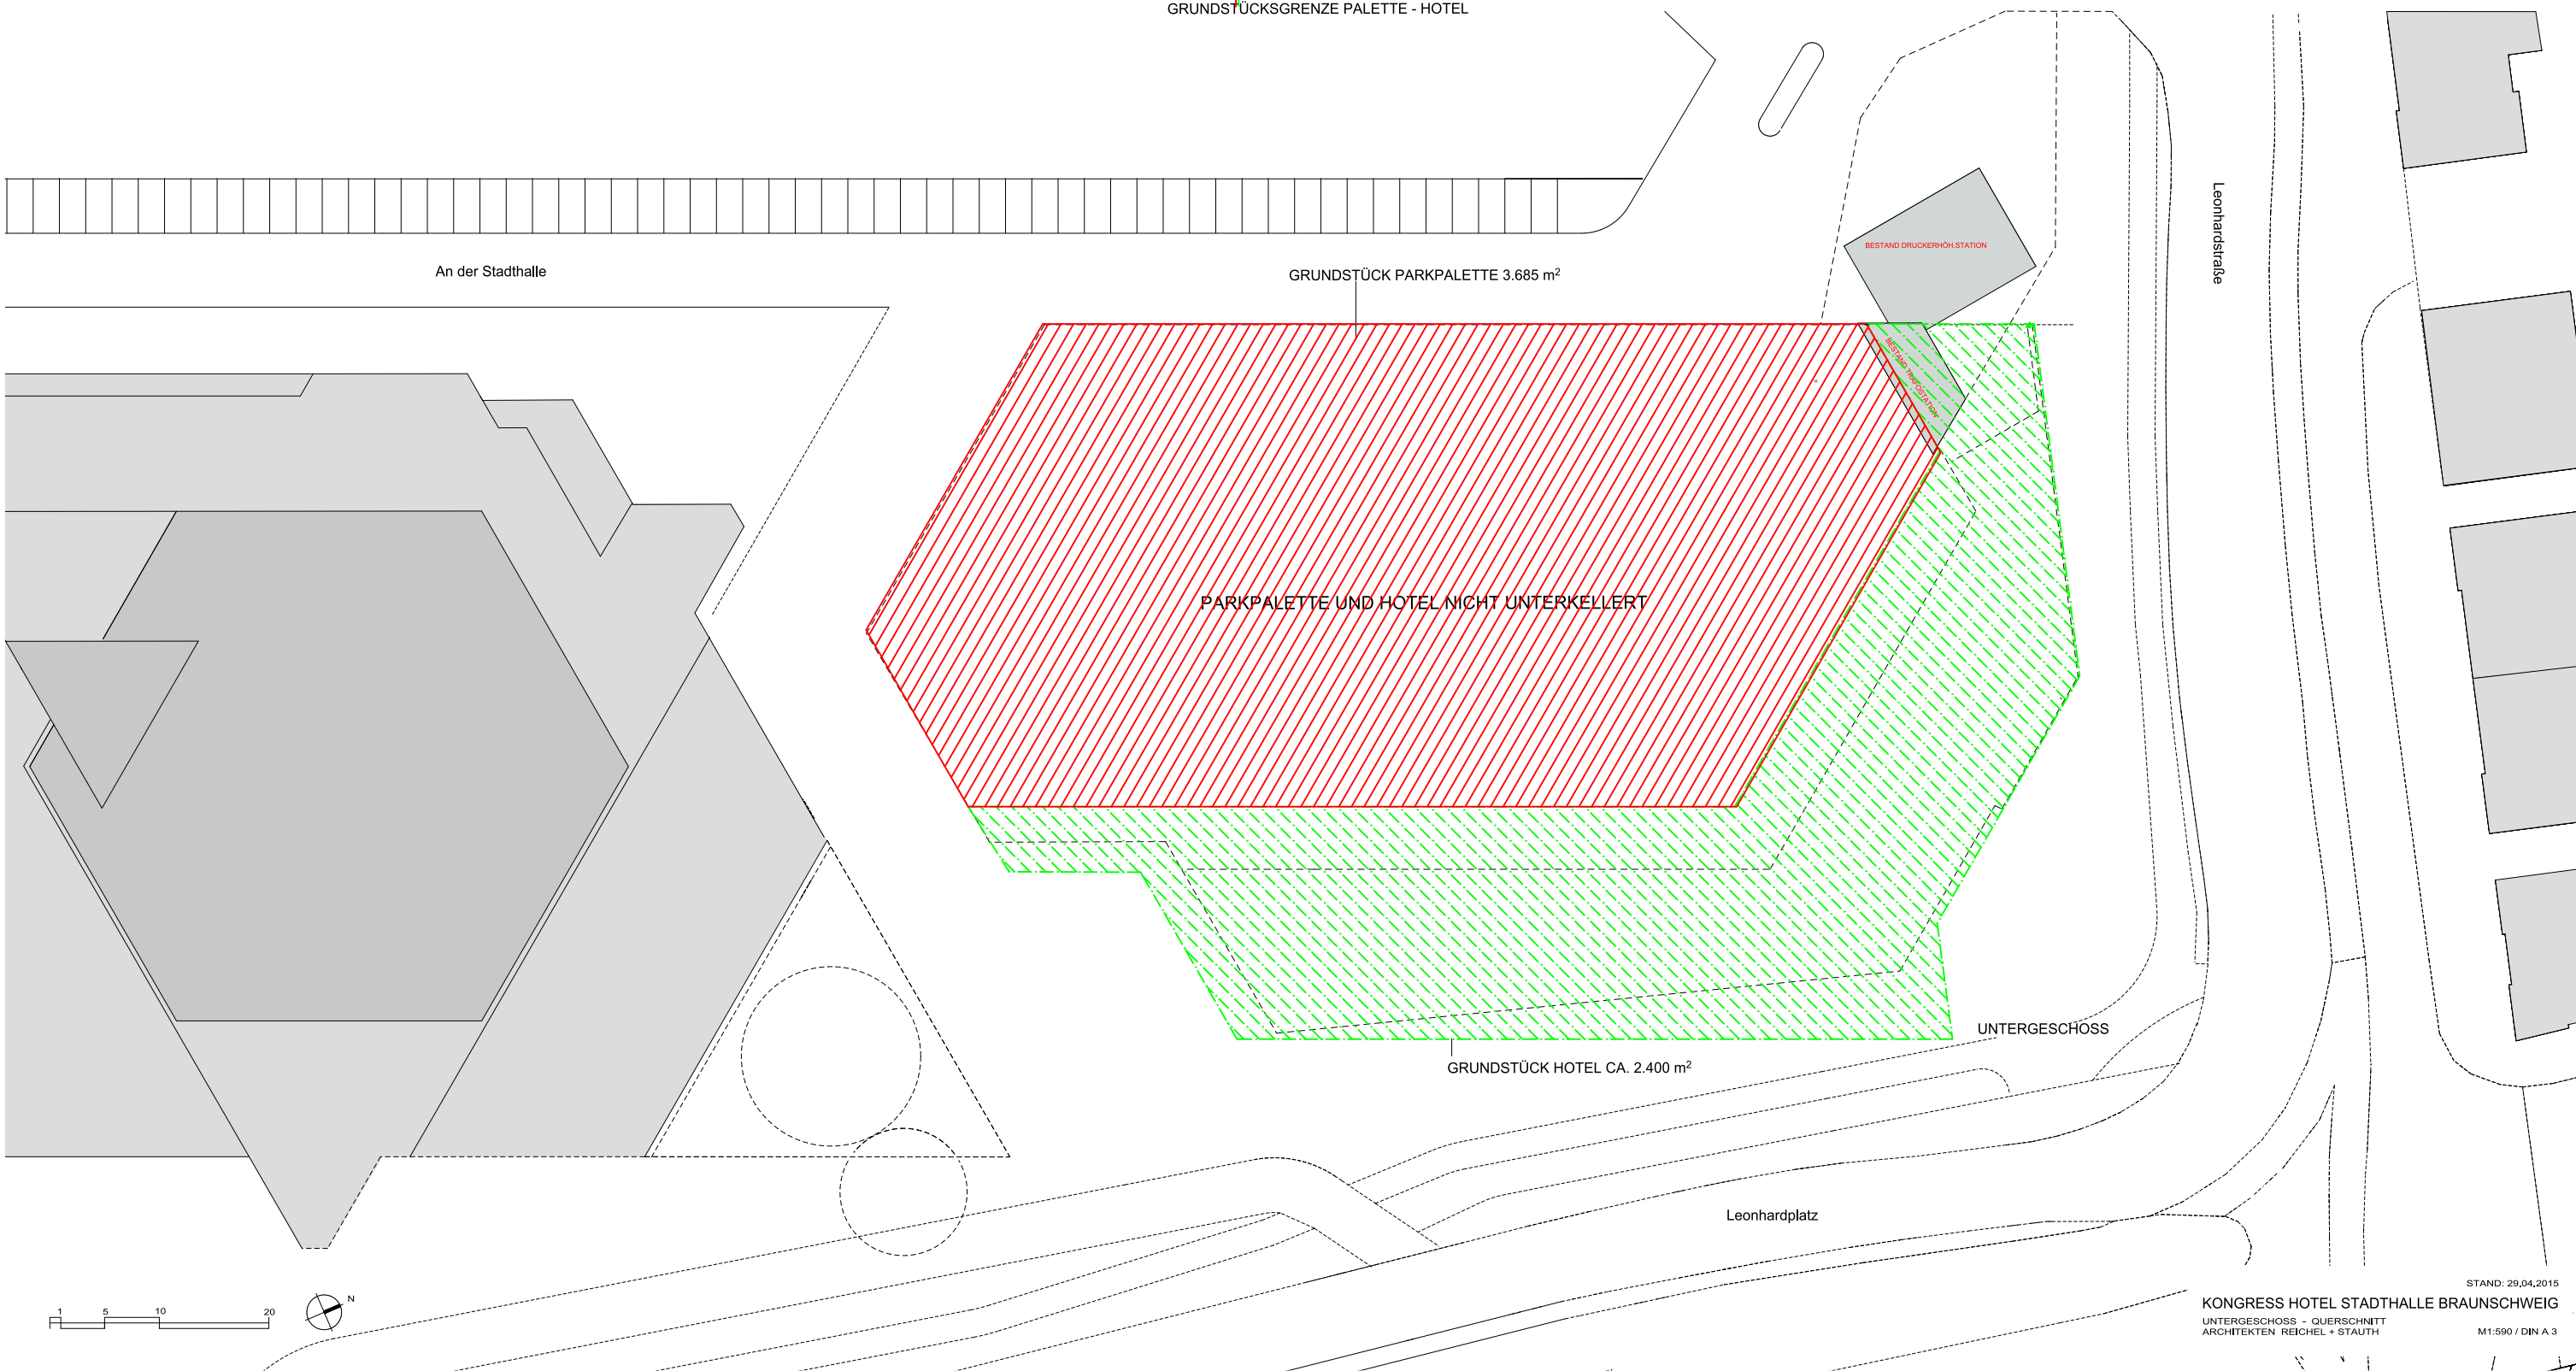 GRUNDSTÜCKSGRENZE PALETTE - HOTEL
Leonhardstraße
BESTAND DRUCKERHÖH.STATION
An der Stadthalle
GRUNDSTÜCK PARKPALETTE 3.685 m²
BESTAND TRAFOSTATION
PARKPALETTE UND HOTEL NICHT UNTERKELLERT
UNTERGESCHOSS
GRUNDSTÜCK HOTEL CA. 2.400 m²
Leonhardplatz
1 5 10 20
N
STAND: 29.04.2015
KONGRESS HOTEL STADTHALLE BRAUNSCHWEIG
UNTERGESCHOSS - QUERSCHNITT
ARCHITEKTEN REICHEL + STAUTH M1:590 / DIN A 3